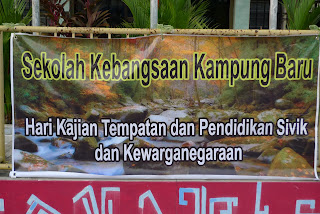 Sekolah Kebangsaan Kampung Baru
Hari Kajian Tempatan dan Pendidikan Sivik
dan Kewarganegaraan